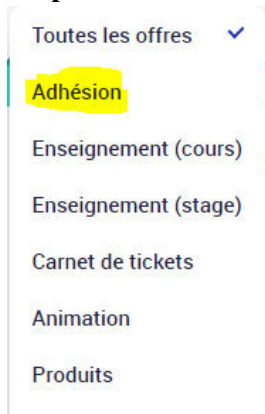 Toutes les offres
Adhésion
Enseignement (cours)
Enseignement (stage)
Carnet de tickets
Animation
Produits